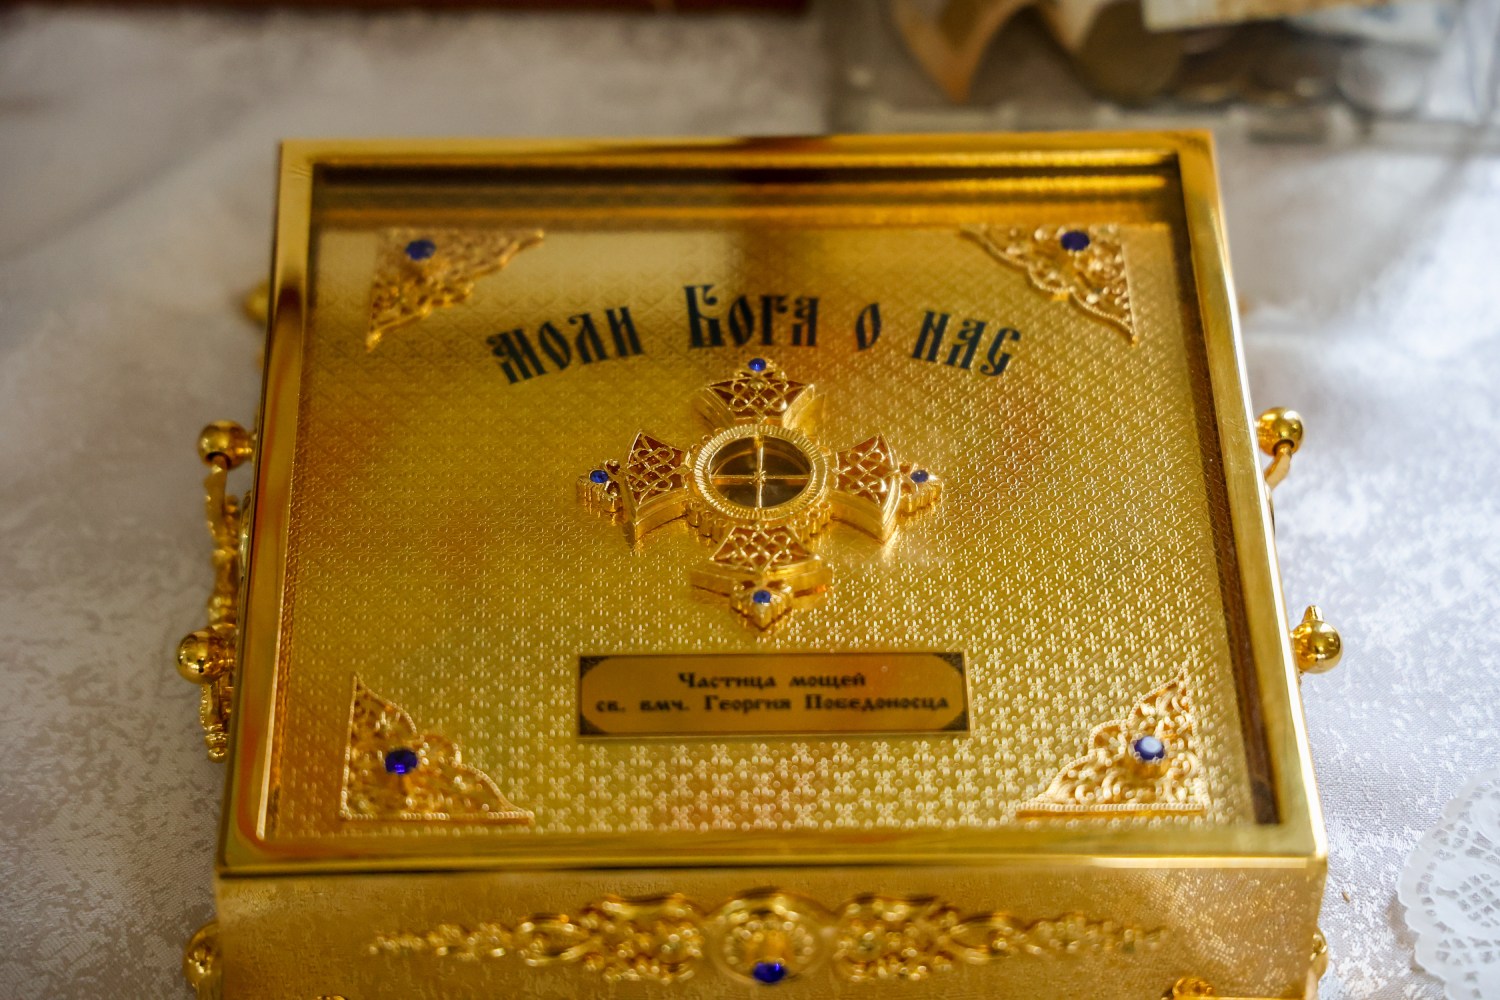 моли Бога о нас
Частица мощей
св. вмч. Георгия Победоносца